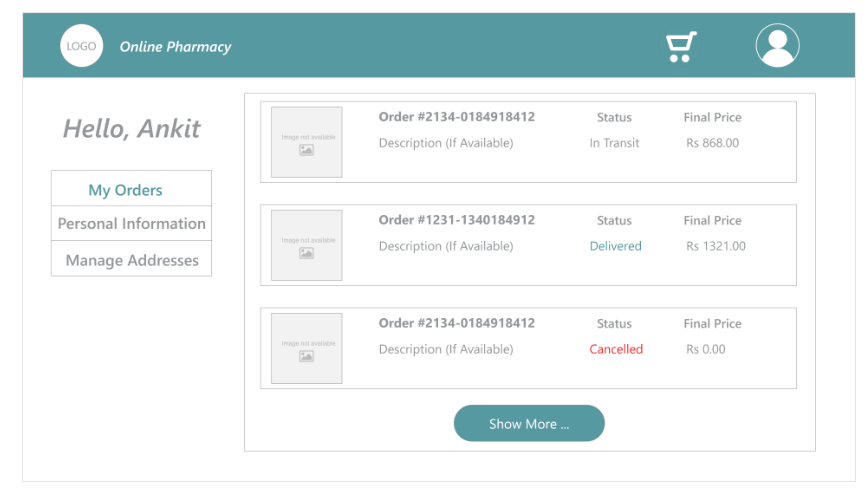 LOGO
Online Pharmacy
Hello, Ankit
My Orders
Personal Information
Manage Addresses
Image not available
Order #2134-0184918412 Status Final Price
Description (If Available) In Transit Rs 868.00
Image not available
Order #1231-1340184912 Status Final Price
Description (If Available) Delivered Rs 1321.00
Image not available
Order #2134-0184918412 Status Final Price
Description (If Available) Cancelled Rs 0.00
Show More ...